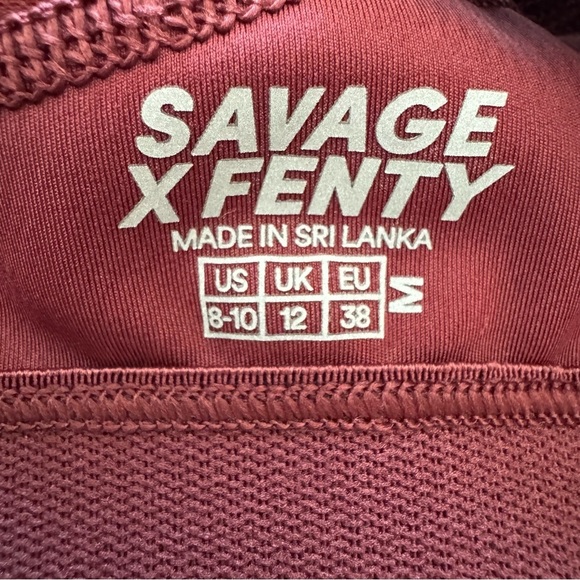 SAVAGE
X FENTY
MADE IN SRI LANKA
US UK EU
8-10 12 38
M